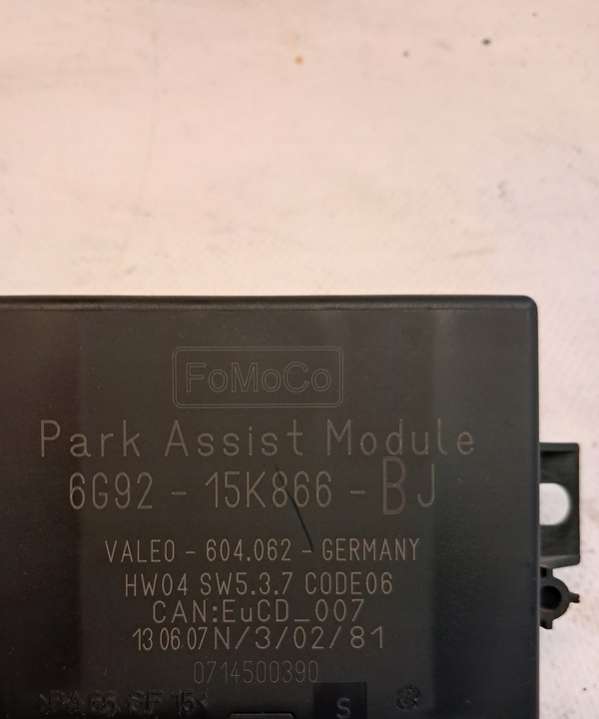 FoMoCo
Park Assist Module
6G92 - 15K866 - BJ
VALEO - 604.062 - GERMANY
HW04 SW5.3.7 CODE06
CAN:EuCD_007
13 06 07 N/3/02/81
0714500390
S